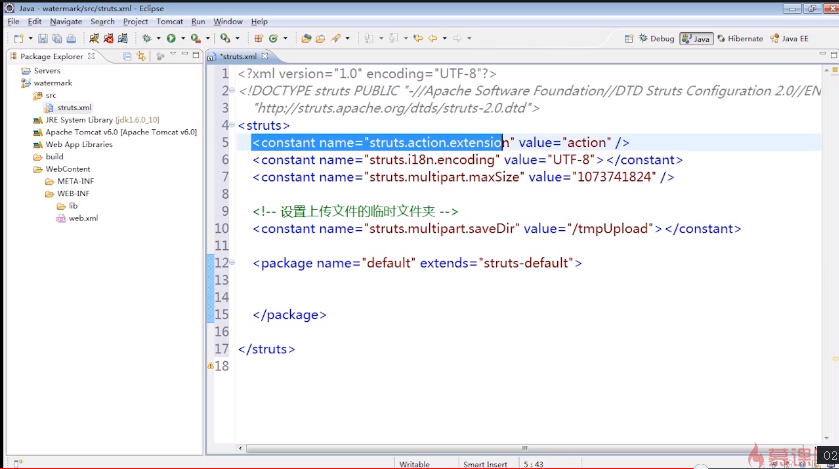 Java - watermark/src/struts.xml - Eclipse
File Edit Navigate Search Project Tomcat Run Window Help
Debug Java Hibernate Java EE
Package Explorer
*struts.xml
Servers
watermark
src
struts.xml
JRE System Library [jdk1.6.0_10]
Apache Tomcat v6.0 [Apache Tomcat v6.0]
Web App Libraries
build
WebContent
META-INF
WEB-INF
lib
web.xml
1 <?xml version="1.0" encoding="UTF-8"?>
2 <!DOCTYPE struts PUBLIC "-//Apache Software Foundation//DTD Struts Configuration 2.0//EN
3 "http://struts.apache.org/dtds/struts-2.0.dtd">
4 <struts>
5 <constant name="struts.action.extension" value="action" />
6 <constant name="struts.i18n.encoding" value="UTF-8"></constant>
7 <constant name="struts.multipart.maxSize" value="1073741824" />
8
9 <!-- 设置上传文件的临时文件夹 -->
10 <constant name="struts.multipart.saveDir" value="/tmpUpload"></constant>
11
12 <package name="default" extends="struts-default">
13
14
15 </package>
16
17 </struts>
18
Writable Smart Insert 5 : 43
慕课
02